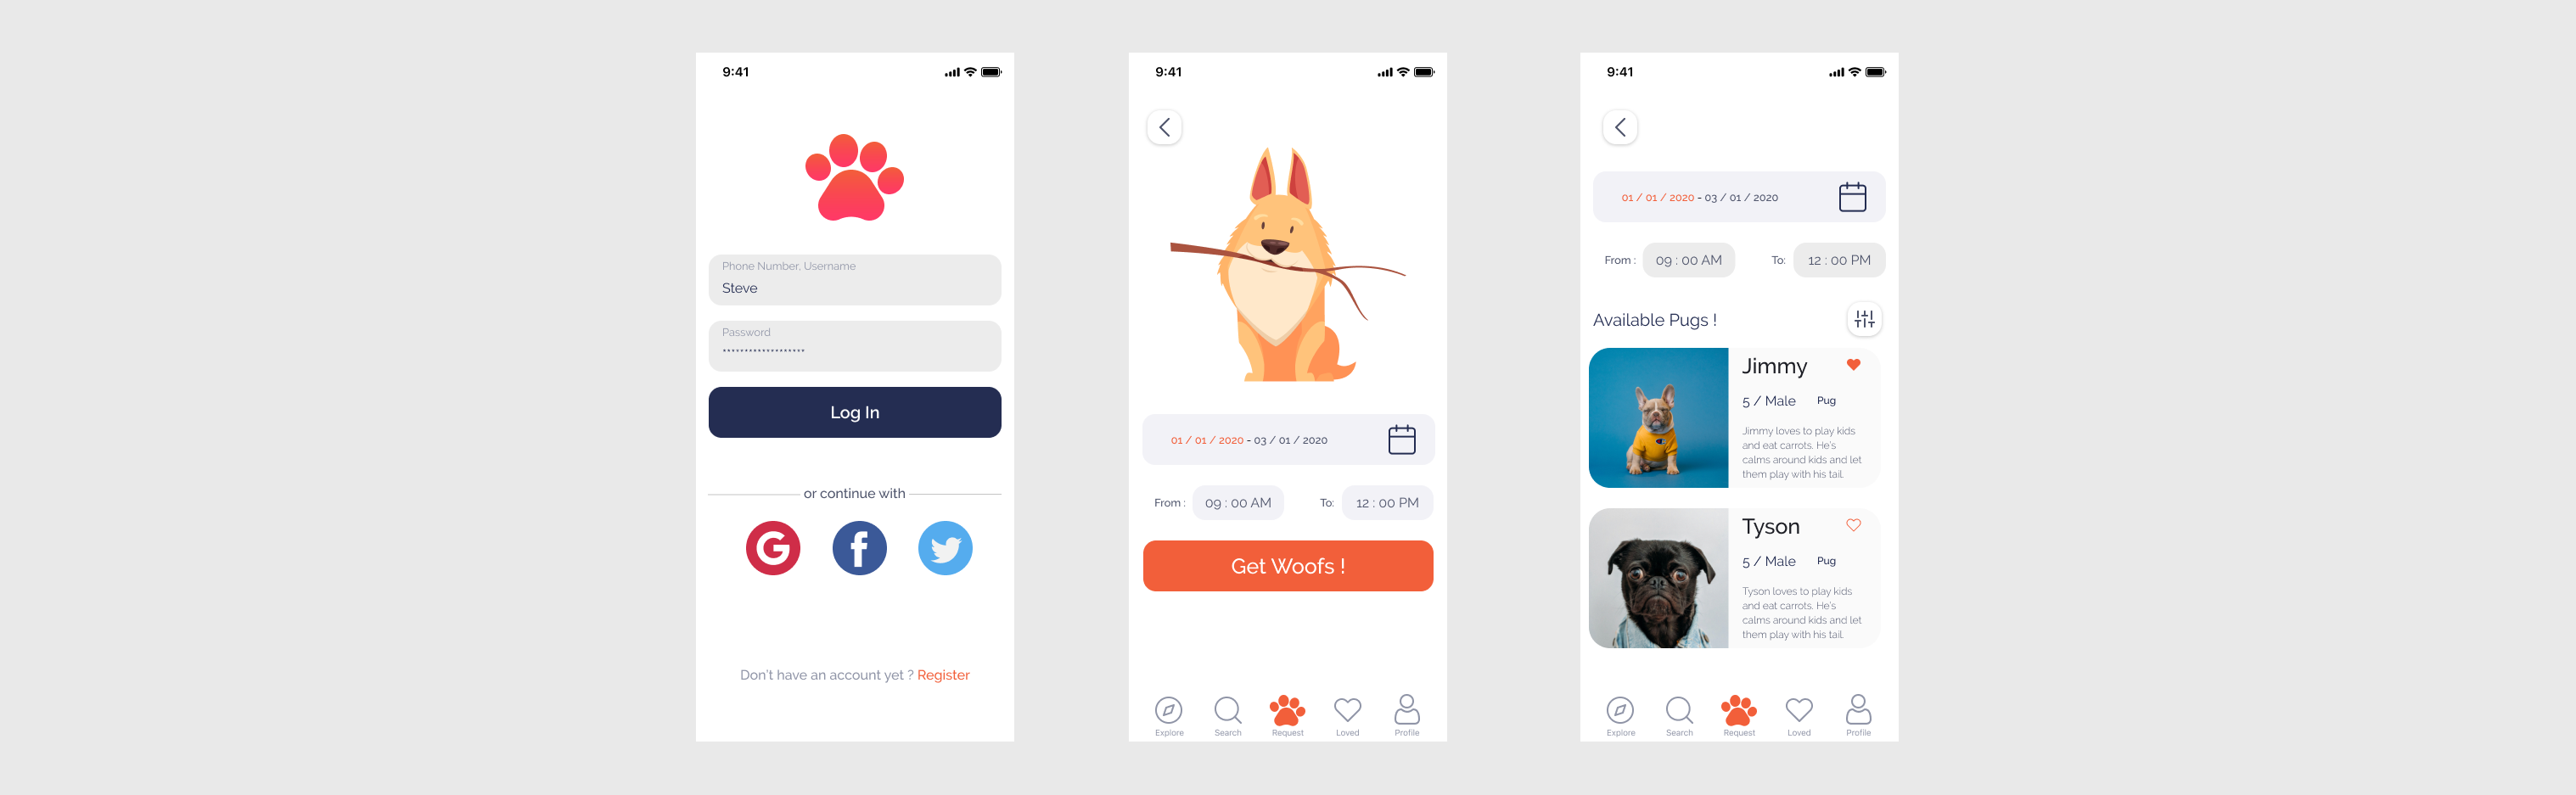 9:41
Phone Number, Username
Steve
Password
*******************
Log In
or continue with
G
f
Don't have an account yet ? Register
9:41
01 / 01 / 2020 - 03 / 01 / 2020
From : 09 : 00 AM To: 12 : 00 PM
Get Woofs !
Explore Search Request Loved Profile
9:41
01 / 01 / 2020 - 03 / 01 / 2020
From : 09 : 00 AM To: 12 : 00 PM
Available Pugs !
Jimmy
5 / Male Pug
Jimmy loves to play kids
and eat carrots. He's
calms around kids and let
them play with his tail.
Tyson
5 / Male Pug
Tyson loves to play kids
and eat carrots. He's
calms around kids and let
them play with his tail.
Explore Search Request Loved Profile